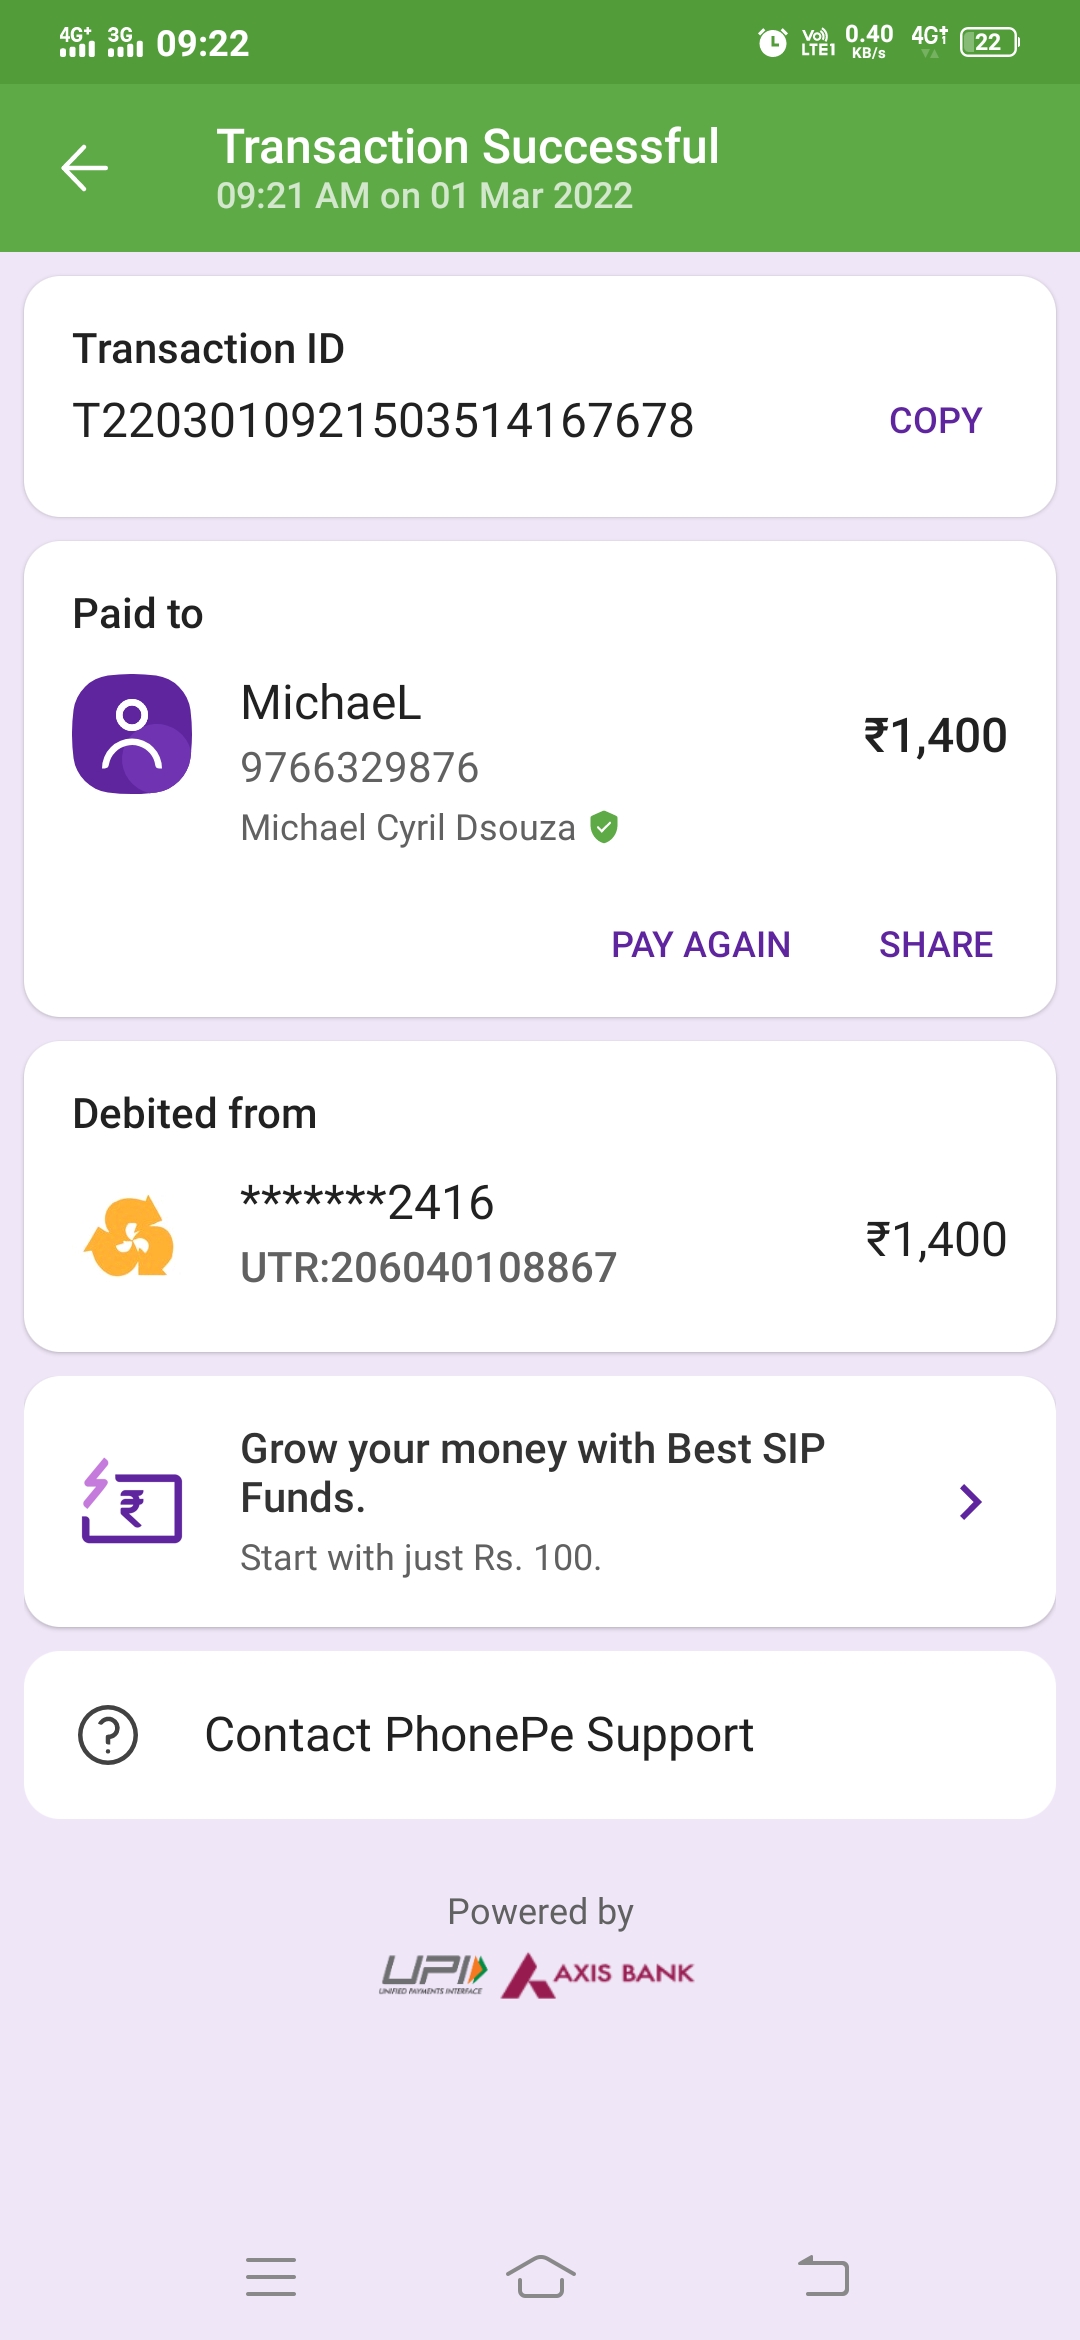 4G+ 3G 09:22 Vo)) LTE1 0.40 KB/s 4G+ 22
Transaction Successful
09:21 AM on 01 Mar 2022
Transaction ID
T2203010921503514167678 COPY
Paid to
MichaeL
9766329876
₹1,400
Michael Cyril Dsouza
PAY AGAIN SHARE
Debited from
*******2416
UTR:206040108867
₹1,400
Grow your money with Best SIP
Funds.
Start with just Rs. 100.
Contact PhonePe Support
Powered by
UPI AXIS BANK
UNIFIED PAYMENTS INTERFACE